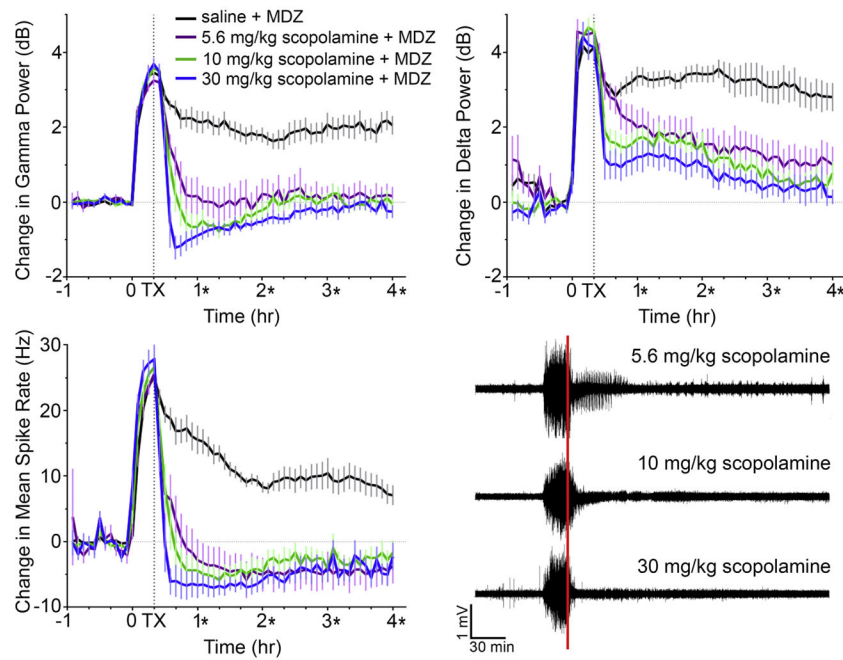 saline + MDZ
5.6 mg/kg scopolamine + MDZ
10 mg/kg scopolamine + MDZ
30 mg/kg scopolamine + MDZ
Change in Gamma Power (dB)
4
2
0
2
-1 0 TX 1* 2* 3* 4*
Time (hr)
Change in Delta Power (dB)
4
2
0
2
-1 0 TX 1* 2* 3* 4*
Time (hr)
Change in Mean Spike Rate (Hz)
30
20
10
0
-10
-1 0 TX 1* 2* 3* 4*
Time (hr)
5.6 mg/kg scopolamine
10 mg/kg scopolamine
30 mg/kg scopolamine
1 mV
30 min